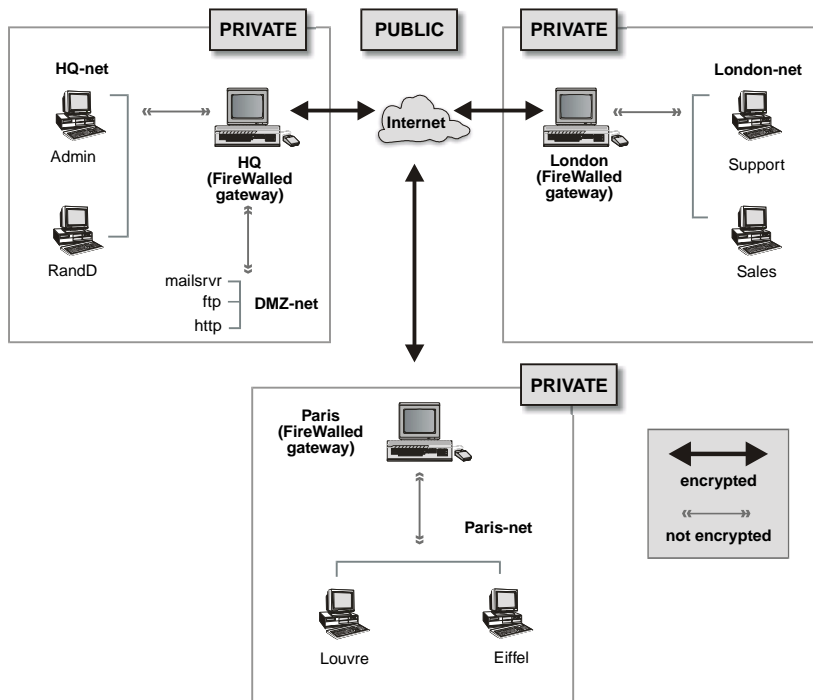 PRIVATE
PUBLIC
PRIVATE
HQ-net
London-net
Internet
Admin
HQ
(FireWalled
gateway)
London
(FireWalled
gateway)
Support
RandD
Sales
mailsrvr
ftp
http
DMZ-net
PRIVATE
Paris
(FireWalled
gateway)
encrypted
not encrypted
Paris-net
Louvre
Eiffel